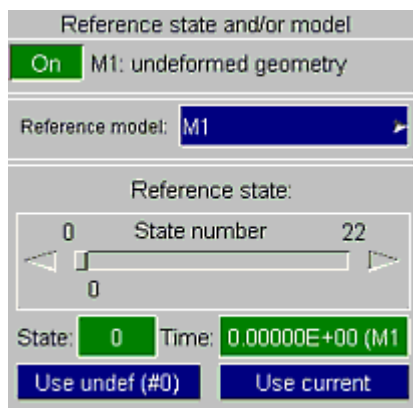 Reference state and/or model
On M1: undeformed geometry
Reference model: M1
Reference state:
0 State number 22
0
State: 0 Time: 0.00000E+00 (M1
Use undef (#0) Use current